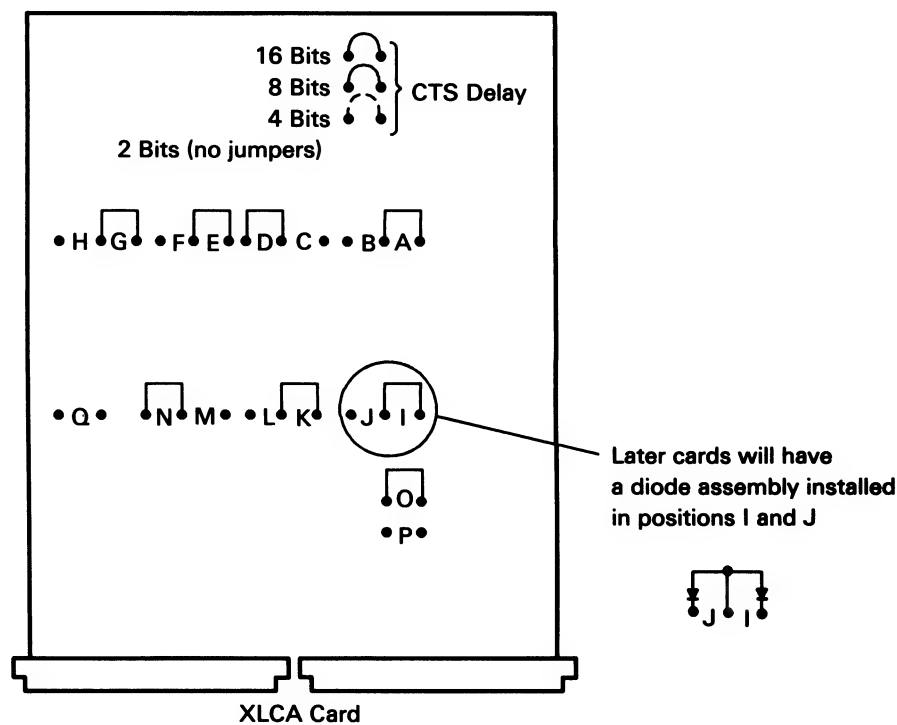 16 Bits
8 Bits
CTS Delay
4 Bits
2 Bits (no jumpers)
H G F E D C B A
Q N M L K J I
Later cards will have
a diode assembly installed
in positions I and J
O
P
J I
XLCA Card